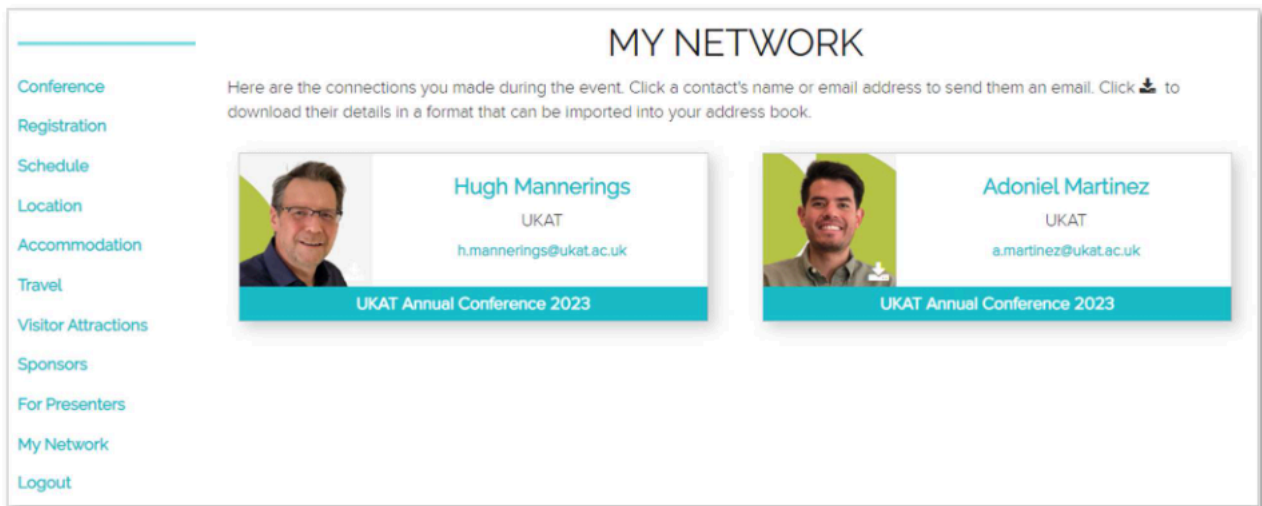 MY NETWORK
Here are the connections you made during the event. Click a contact's name or email address to send them an email. Click to
download their details in a format that can be imported into your address book.
Conference
Registration
Schedule
Location
Accommodation
Travel
Visitor Attractions
Sponsors
For Presenters
My Network
Logout
Hugh Mannerings
UKAT
h.mannerings@ukat.ac.uk
UKAT Annual Conference 2023
Adoniel Martinez
UKAT
a.martinez@ukat.ac.uk
UKAT Annual Conference 2023